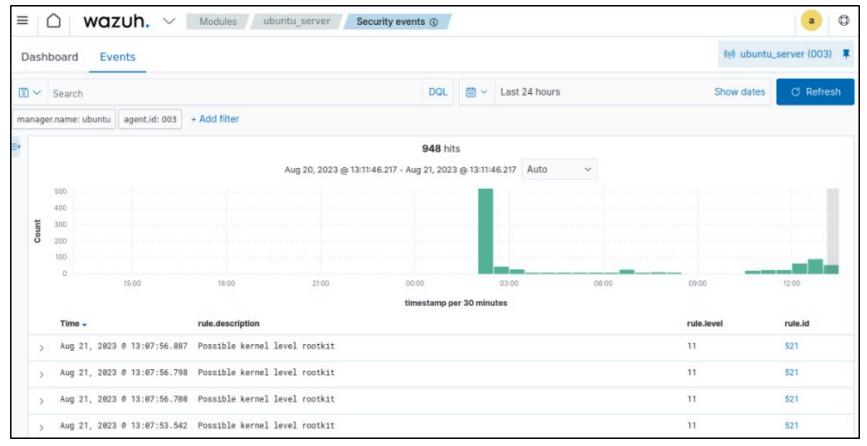 wazuh. Modules ubuntu_server Security events a
Dashboard Events ubuntu_server (003)
Search DQL Last 24 hours Show dates Refresh
manager.name: ubuntu agent.id: 003 + Add filter
948 hits
Aug 20, 2023 @ 13:11:46.217 - Aug 21, 2023 @ 13:11:46.217 Auto
500
400
300
200
100
0
Count
15:00 18:00 21:00 00:00 03:00 06:00 09:00 12:00
timestamp per 30 minutes
Time rule.description rule.level rule.id
Aug 21, 2023 @ 13:07:56.887 Possible kernel level rootkit 11 521
Aug 21, 2023 @ 13:07:56.798 Possible kernel level rootkit 11 521
Aug 21, 2023 @ 13:07:56.708 Possible kernel level rootkit 11 521
Aug 21, 2023 @ 13:07:53.542 Possible kernel level rootkit 11 521